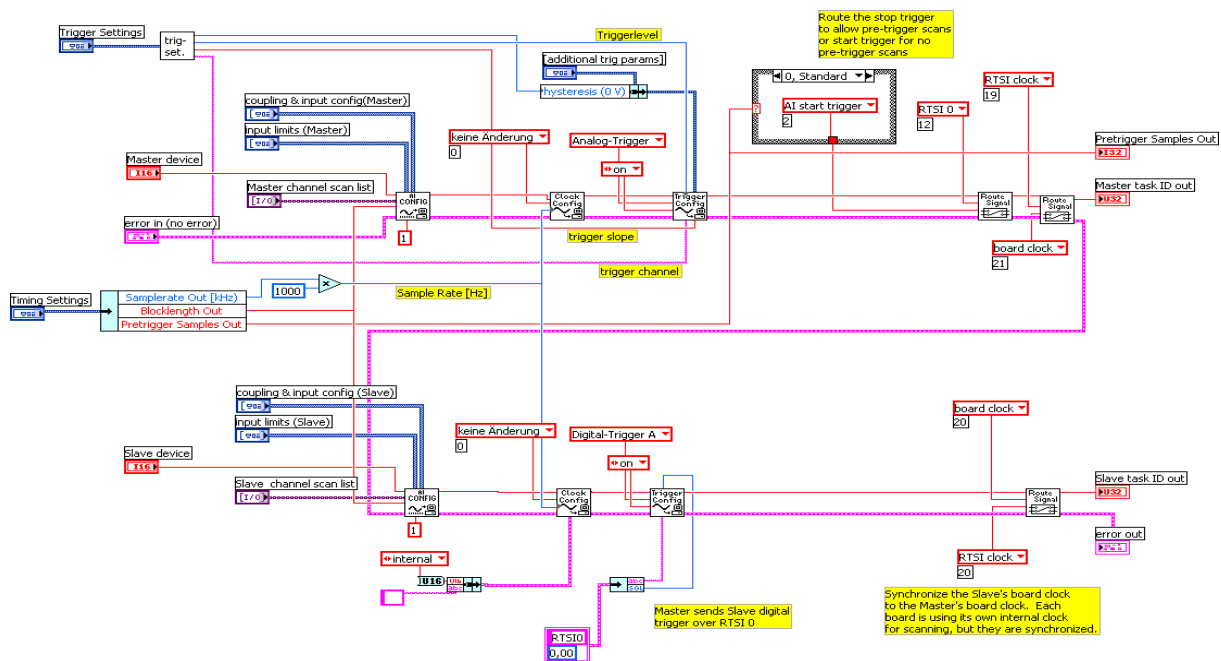 Trigger Settings
trig-
set.
Triggerlevel
[additional trig params]
hysteresis (0 V)
Route the stop trigger
to allow pre-trigger scans
or start trigger for no
pre-trigger scans
0, Standard
AI start trigger
2
?
RTSI clock
19
RTSI 0
12
coupling & input config(Master)
input limits (Master)
keine Änderung
0
Analog-Trigger
on
Pretrigger Samples Out
I32
Master device
I16
Master channel scan list
[I/O]
AI
CONFIG
Clock
Config
Trigger
Config
Route
Signal
Route
Signal
Master task ID out
U32
error in (no error)
1
trigger slope
board clock
21
trigger channel
Timing Settings
Samplerate Out [kHz]
Blocklength Out
Pretrigger Samples Out
1000
x
Sample Rate [Hz]
coupling & input config (Slave)
input limits (Slave)
keine Änderung
0
Digital-Trigger A
on
board clock
20
Slave device
I16
Slave channel scan list
[I/O]
AI
CONFIG
Clock
Config
Trigger
Config
Route
Signal
Slave task ID out
U32
1
error out
internal
U16
U16
abc
abc
SGL
RTSI clock
20
RTSI0
0,00
Master sends Slave digital
trigger over RTSI 0
Synchronize the Slave's board clock
to the Master's board clock. Each
board is using its own internal clock
for scanning, but they are synchronized.